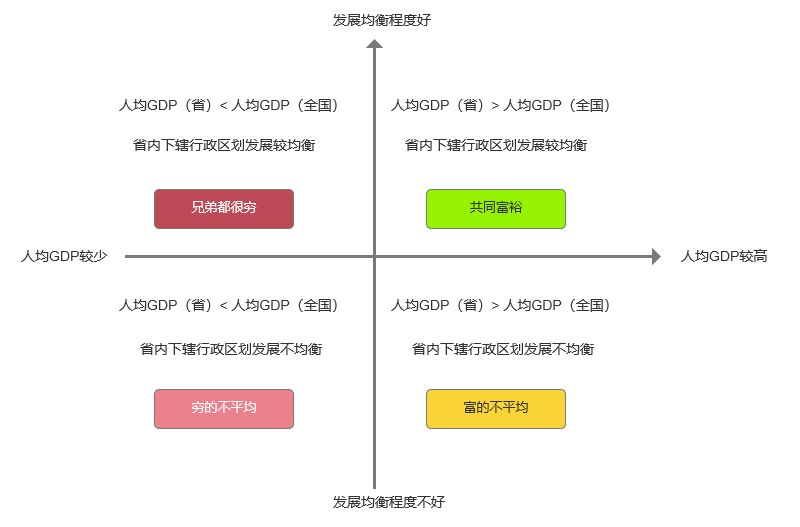 发展均衡程度好
人均GDP（省）< 人均GDP（全国）
人均GDP（省）> 人均GDP（全国）
省内下辖行政区划发展较均衡
省内下辖行政区划发展较均衡
兄弟都很穷
共同富裕
人均GDP较少
人均GDP较高
人均GDP（省）< 人均GDP（全国）
人均GDP（省）> 人均GDP（全国）
省内下辖行政区划发展不均衡
省内下辖行政区划发展不均衡
穷的不平均
富的不平均
发展均衡程度不好